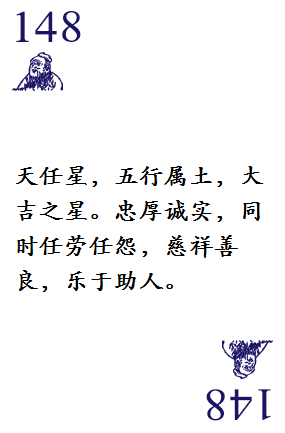 148
天任星，五行属土，大
吉之星。忠厚诚实，同
时任劳任怨，慈祥善
良，乐于助人。
148